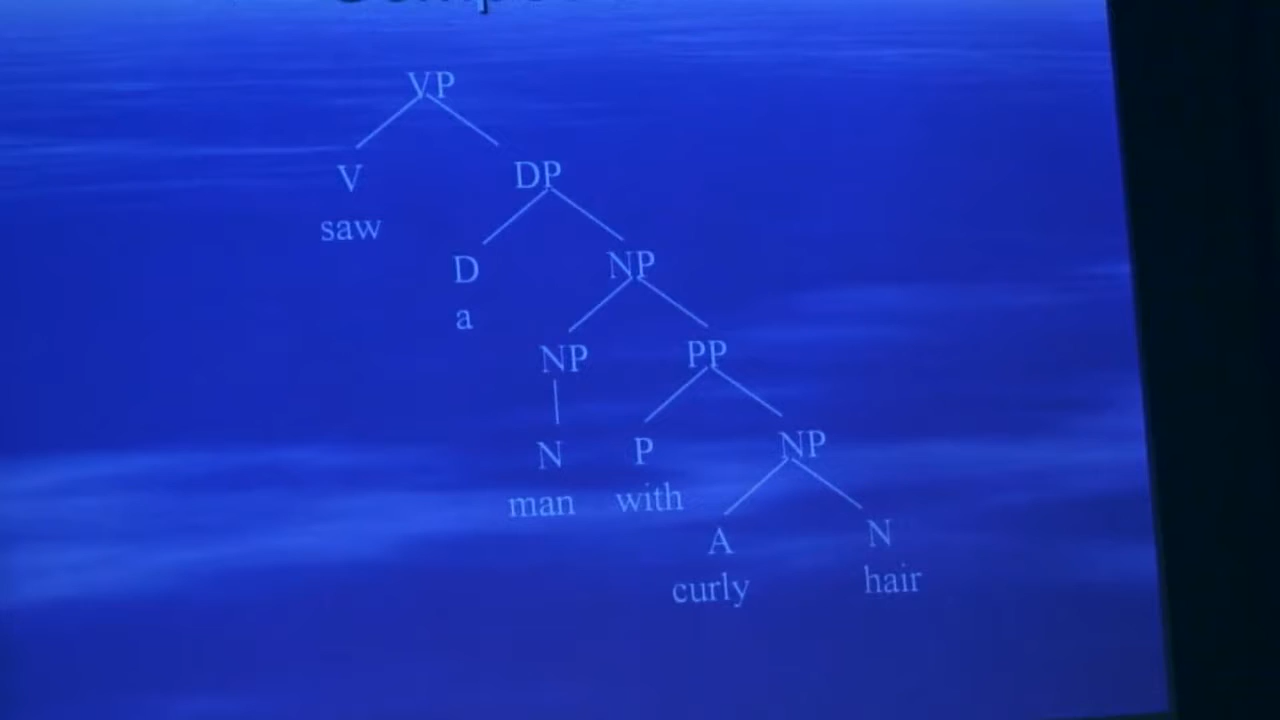 VP
V DP
saw
D NP
a
NP PP
N P NP
man with
A N
curly hair